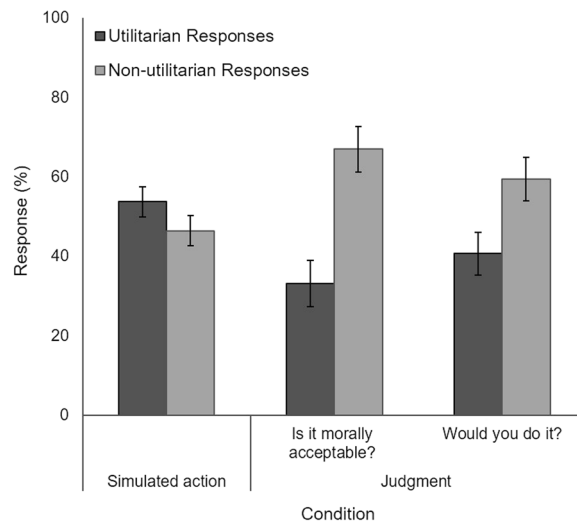 100
80
60
40
20
0
Response (%)
Utilitarian Responses
Non-utilitarian Responses
Is it morally
acceptable?
Would you do it?
Simulated action
Judgment
Condition